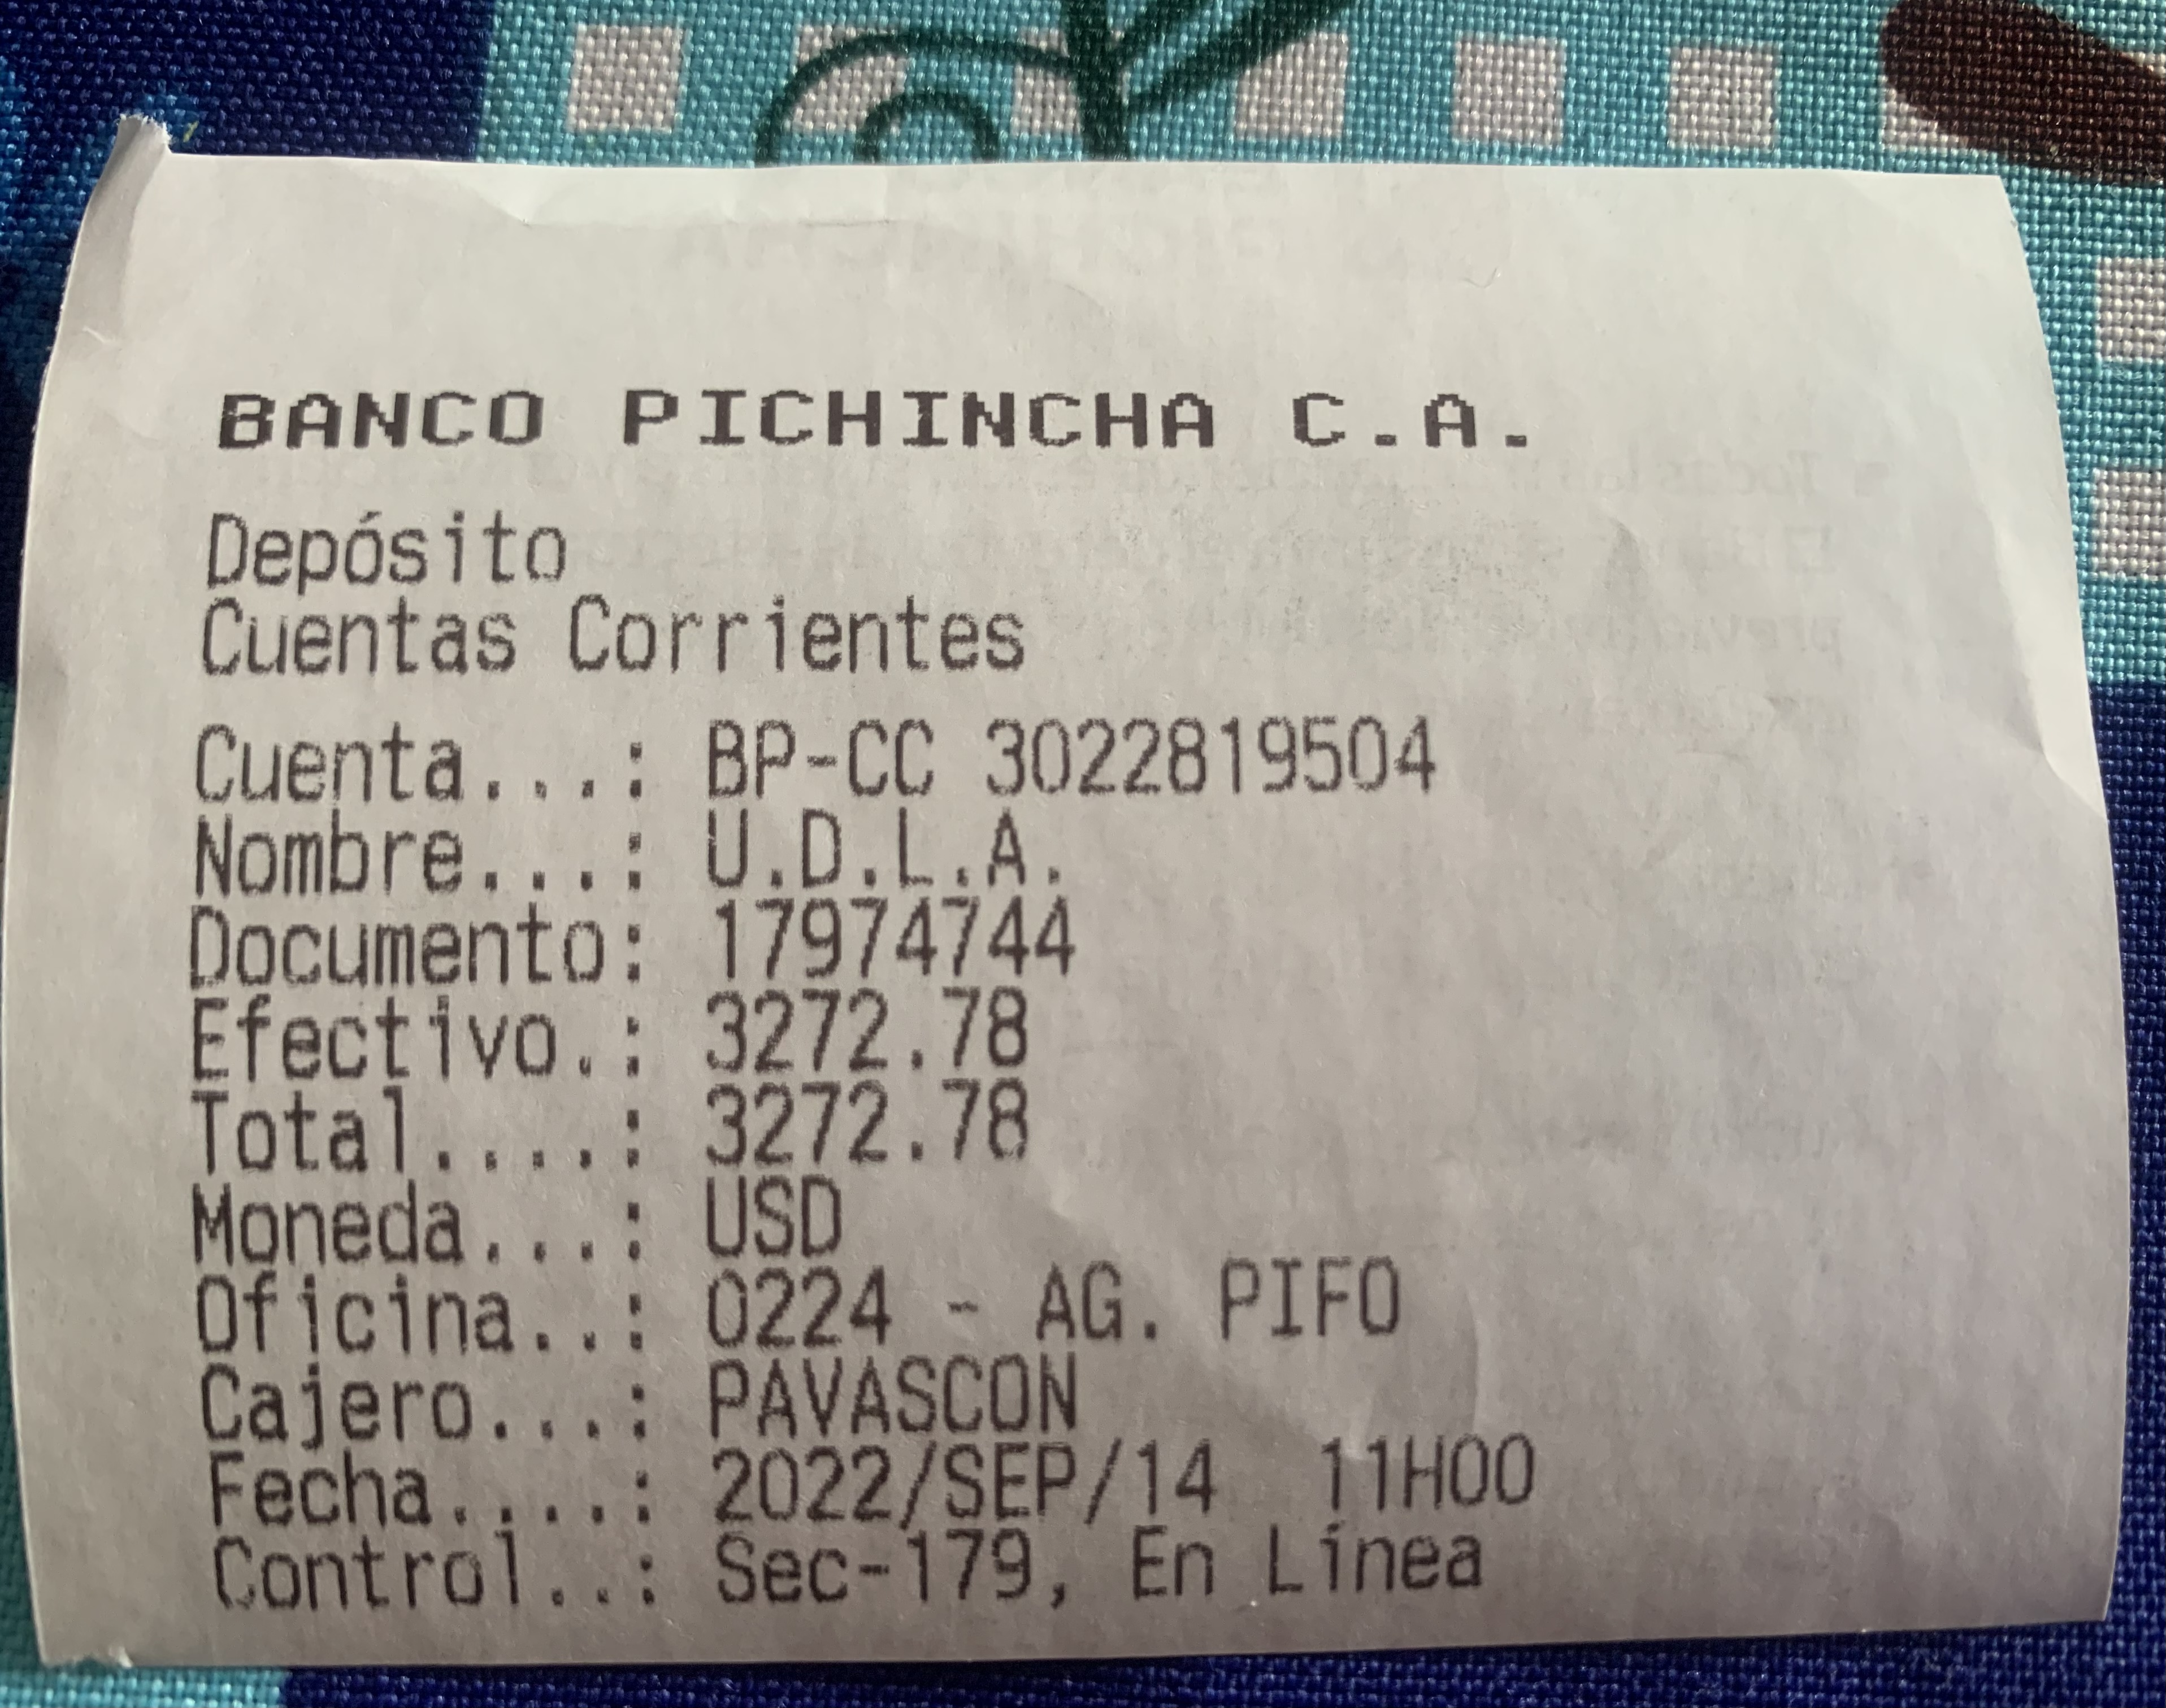 BANCO PICHINCHA C.A.
Depósito
Cuentas Corrientes
Cuenta...: BP-CC 3022819504
Nombre...: U.D.L.A.
Documento: 17974744
Efectivo.: 3272.78
Total....: 3272.78
Moneda...: USD
Oficina..: 0224 - AG. PIFO
Cajero...: PAVASCON
Fecha....: 2022/SEP/14  11H00
Control..: Sec-179, En Línea